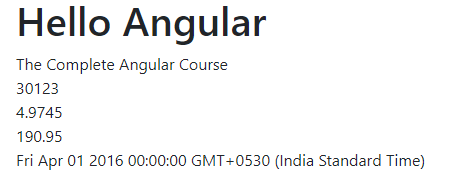 Hello Angular
The Complete Angular Course
30123
4.9745
190.95
Fri Apr 01 2016 00:00:00 GMT+0530 (India Standard Time)